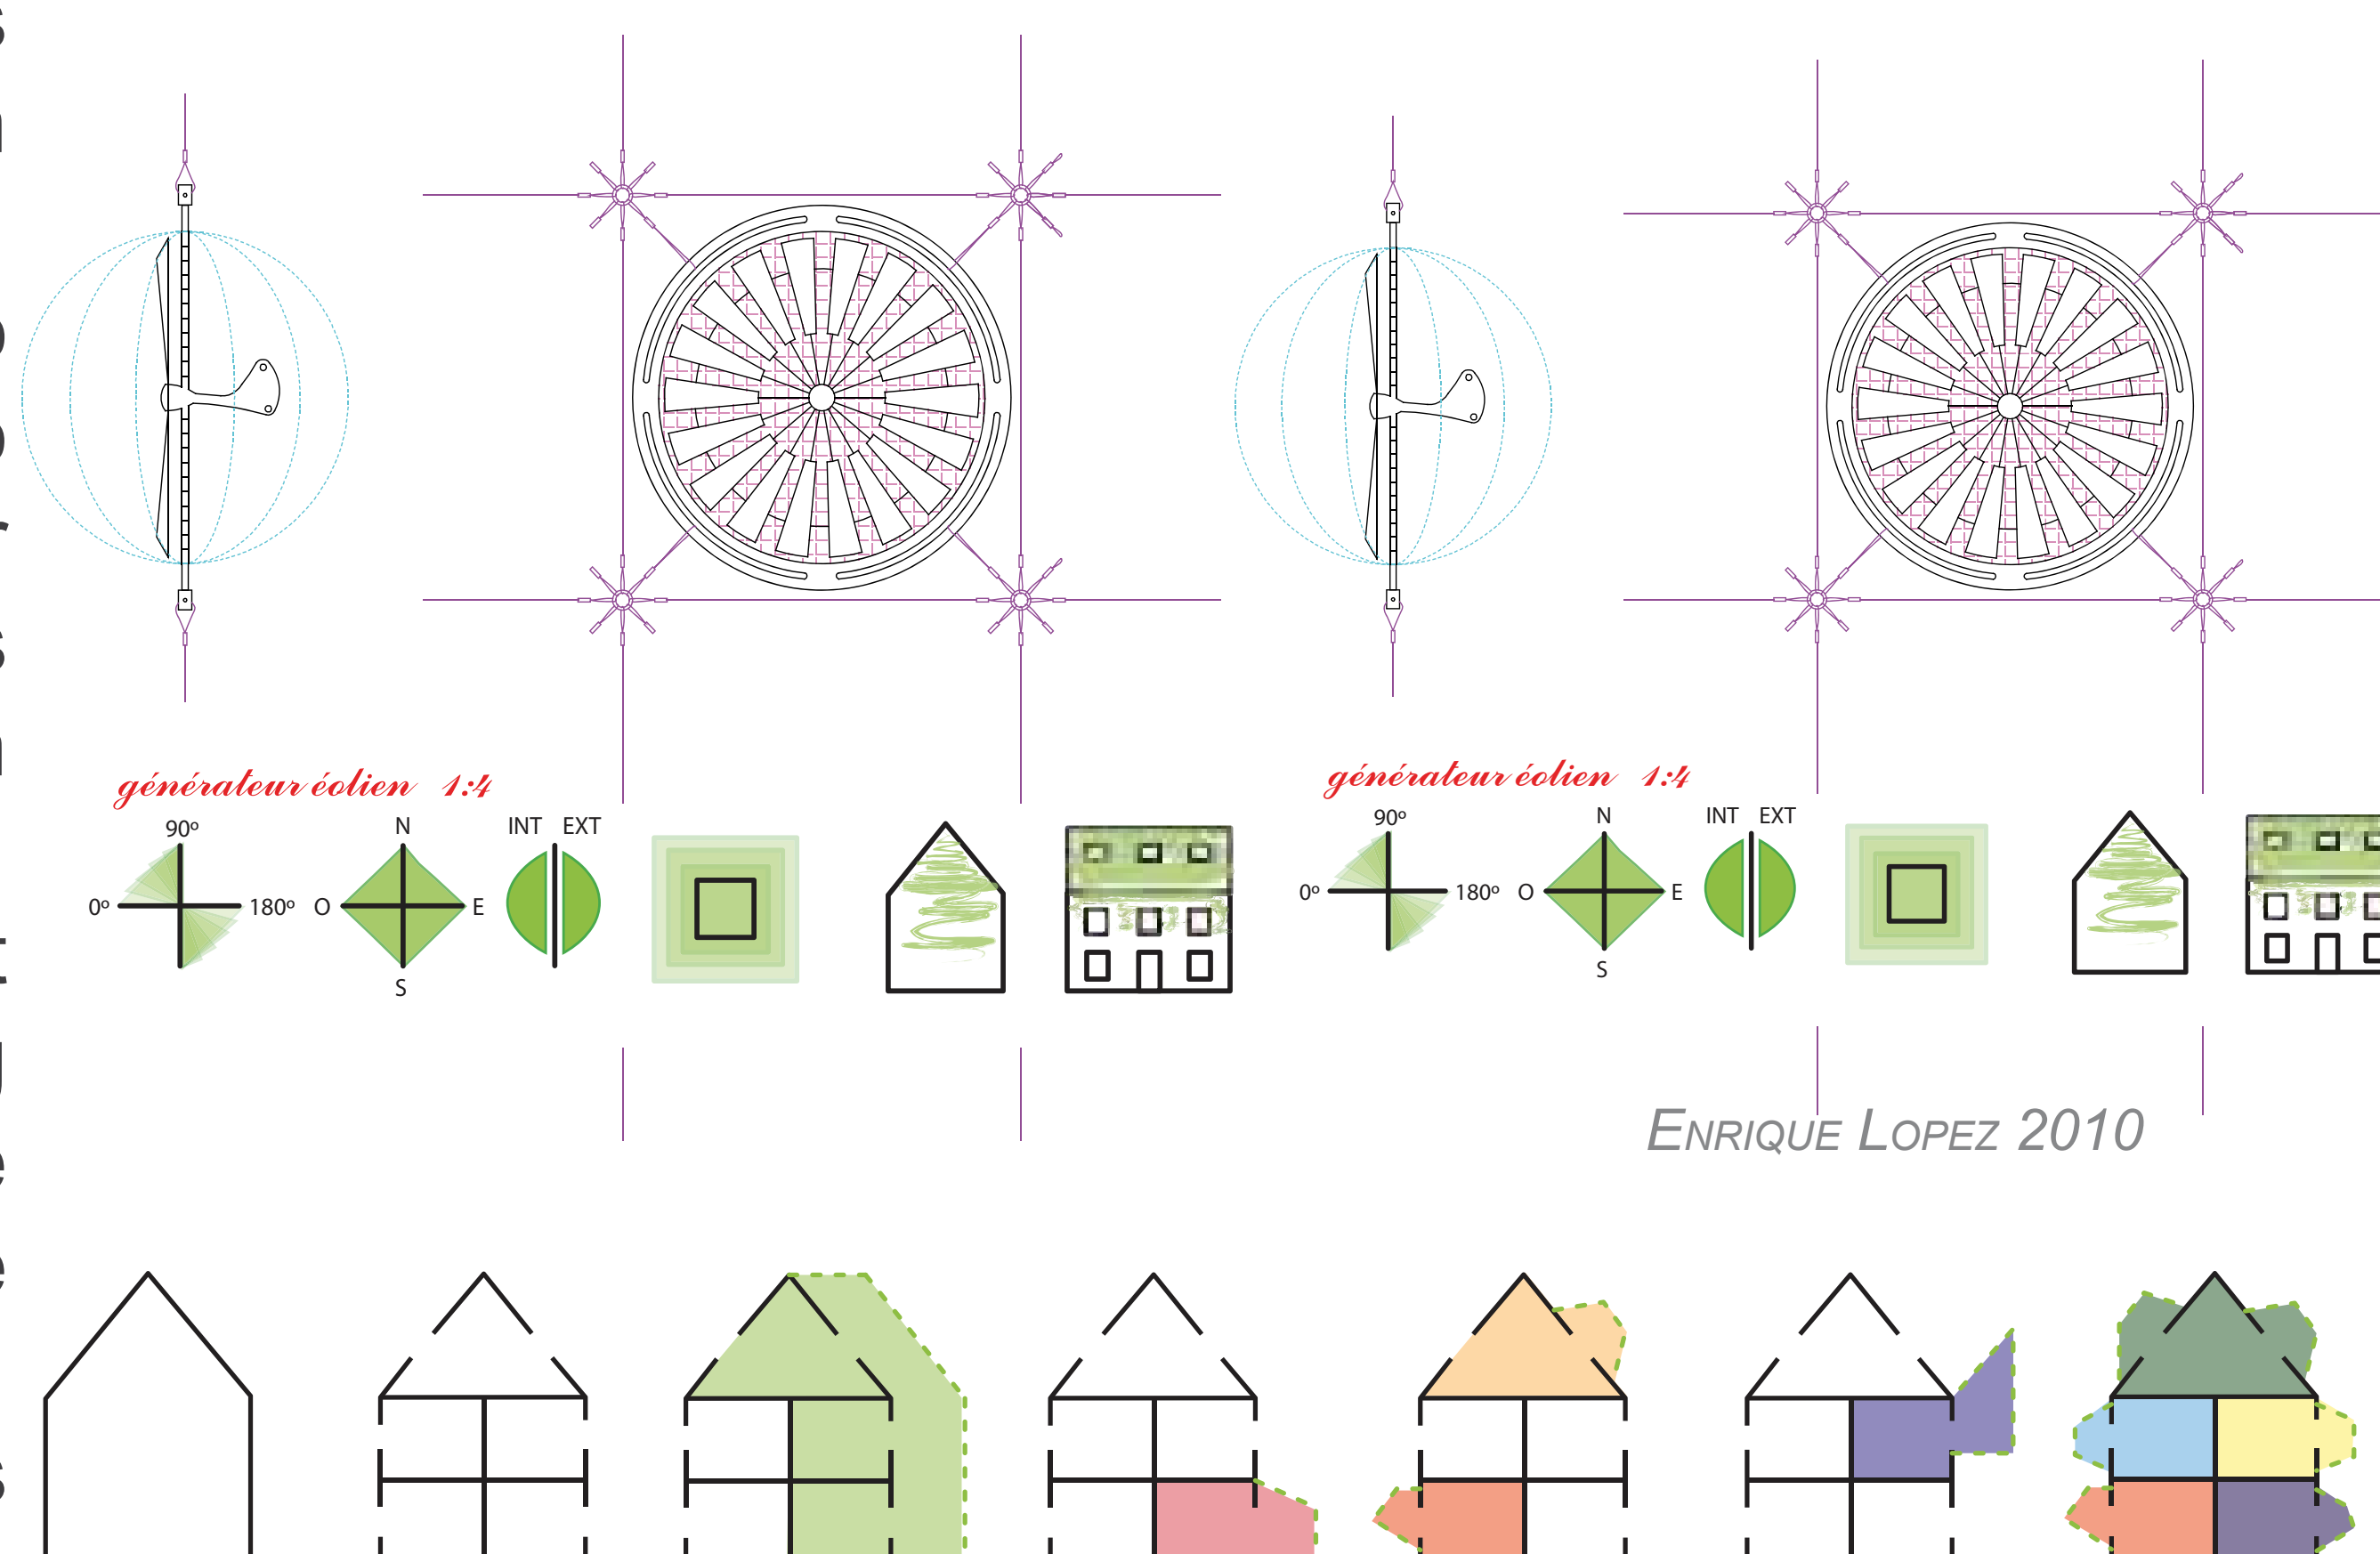 générateur éolien 1:4
90º
0º 180º
N
O E
S
INT EXT
générateur éolien 1:4
90º
0º 180º
N
O E
S
INT EXT
ENRIQUE LOPEZ 2010